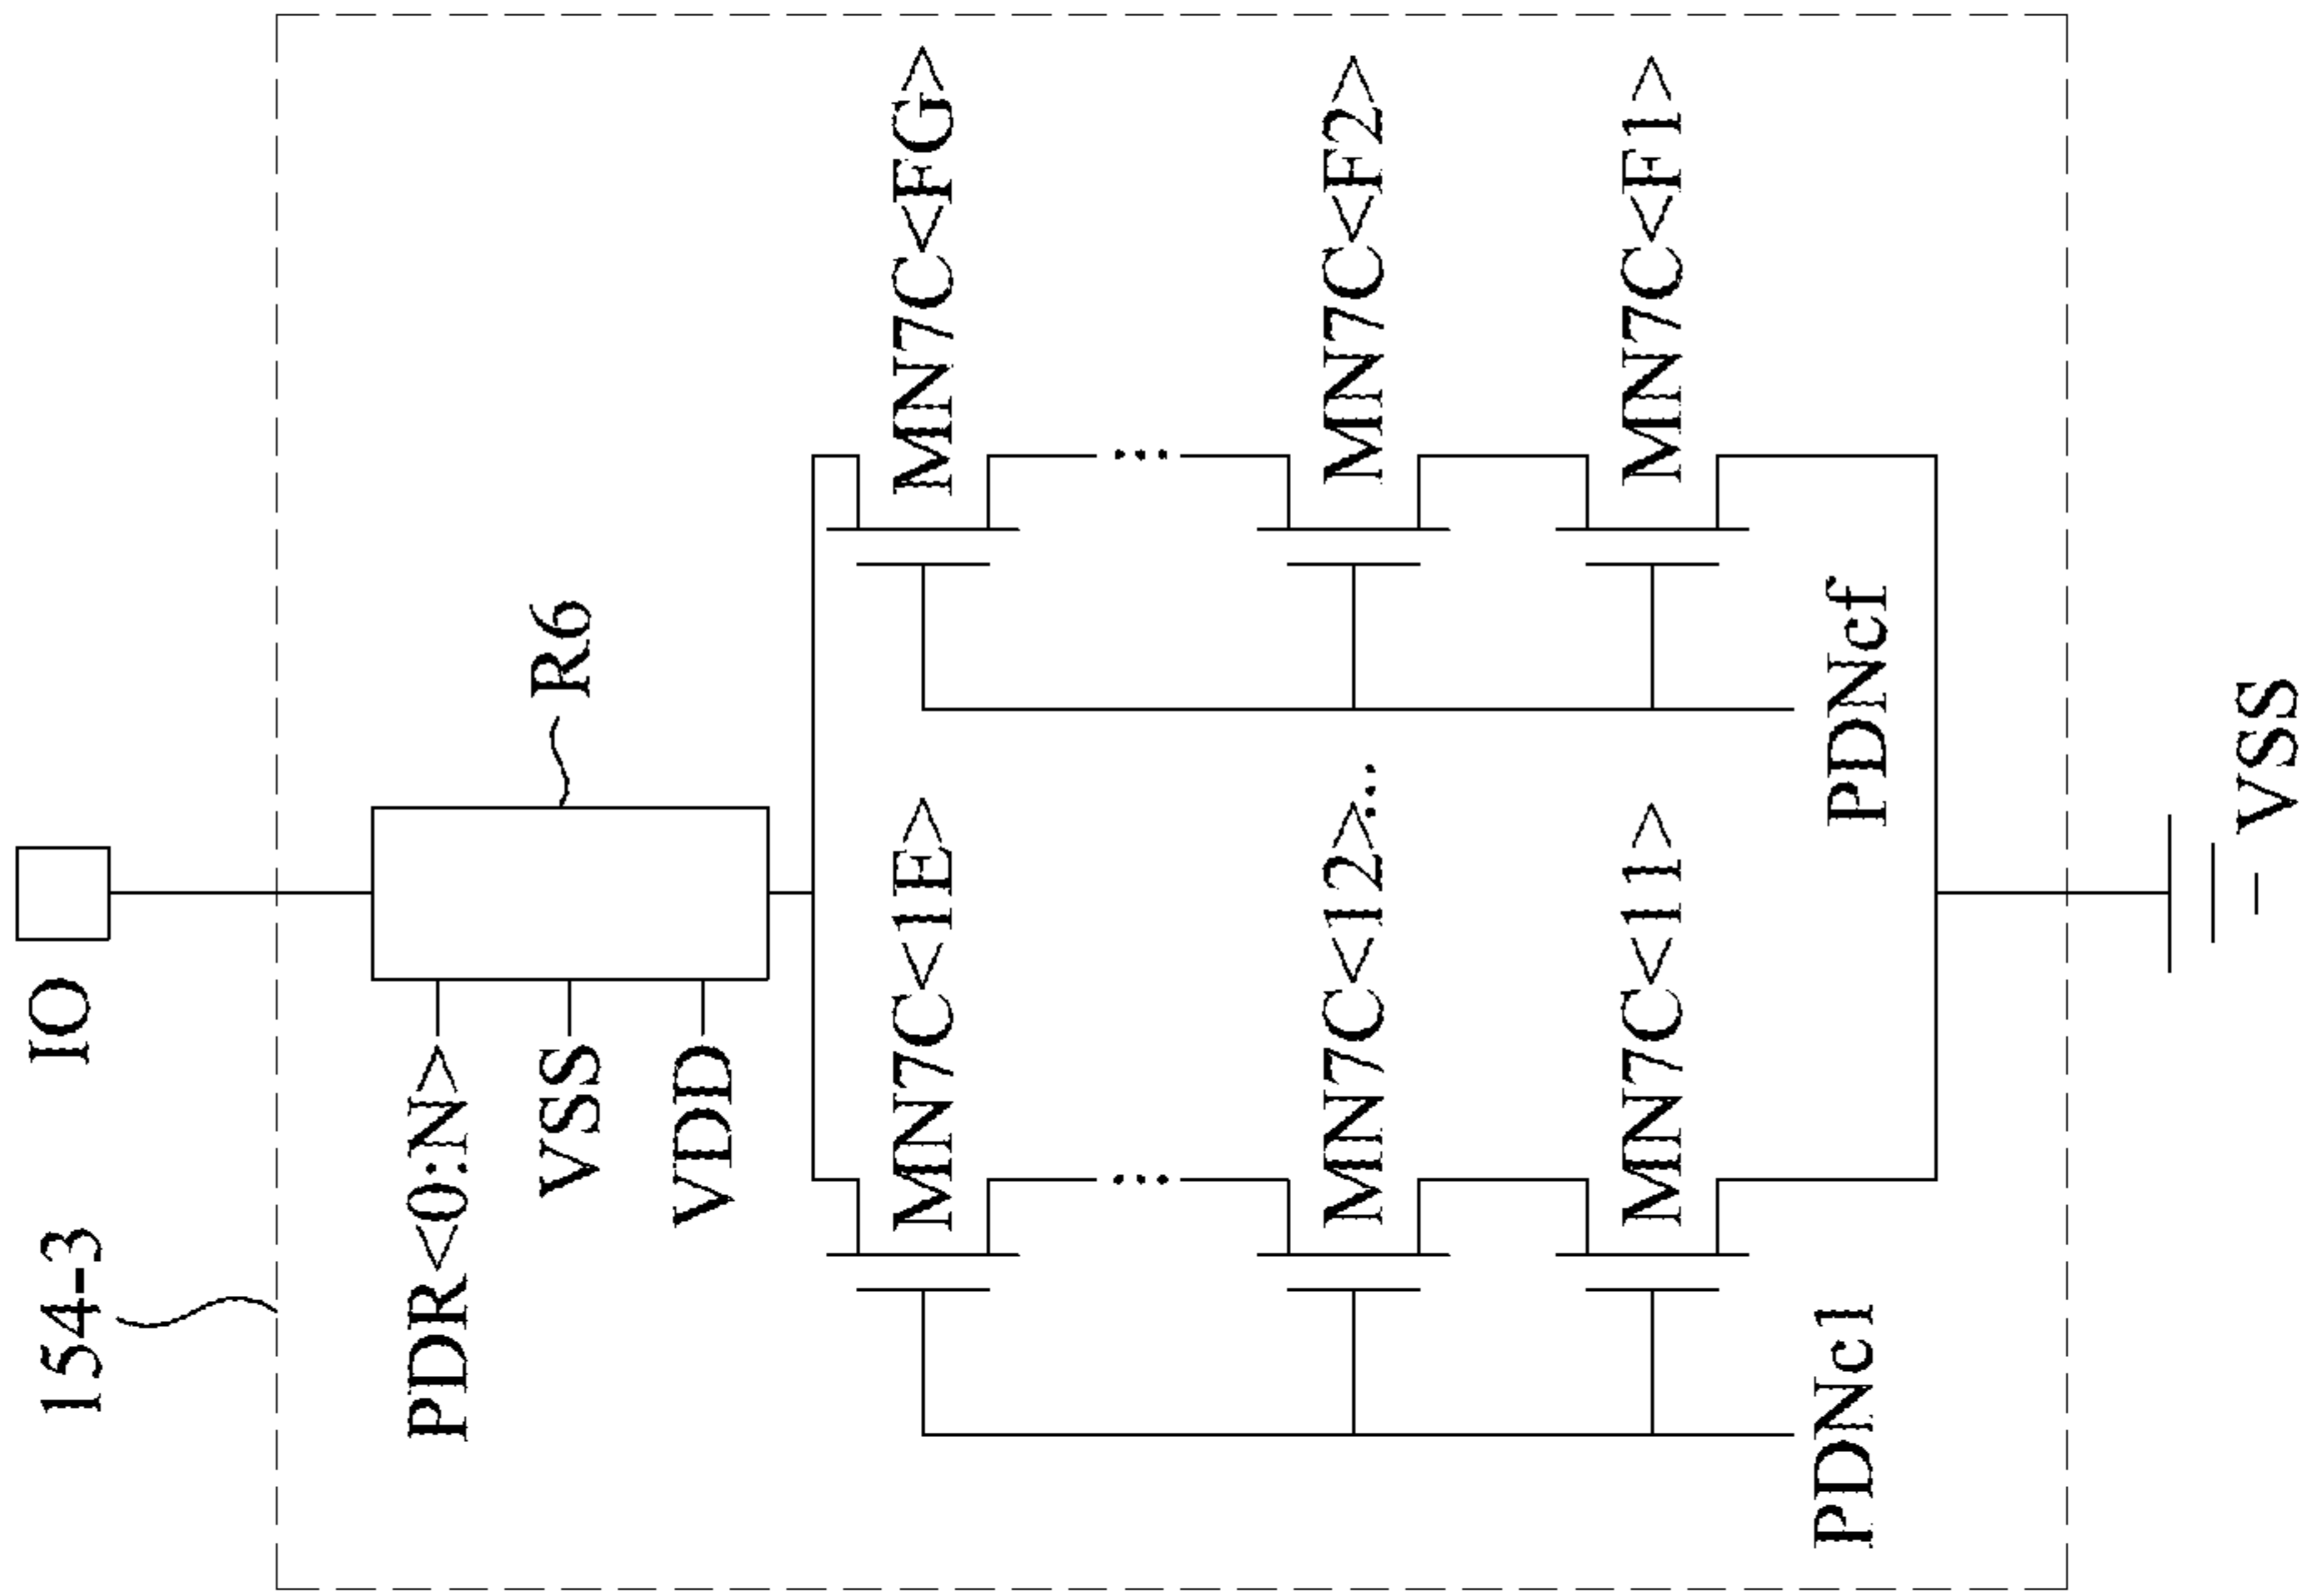 154-3
IO
PDR<0:N>
VSS
VDD
R6
MN7C<1E>
MN7C<FG>
...
...
MN7C<12>
...
MN7C<F2>
MN7C<11>
MN7C<F1>
PDNc1
PDNcf
VSS